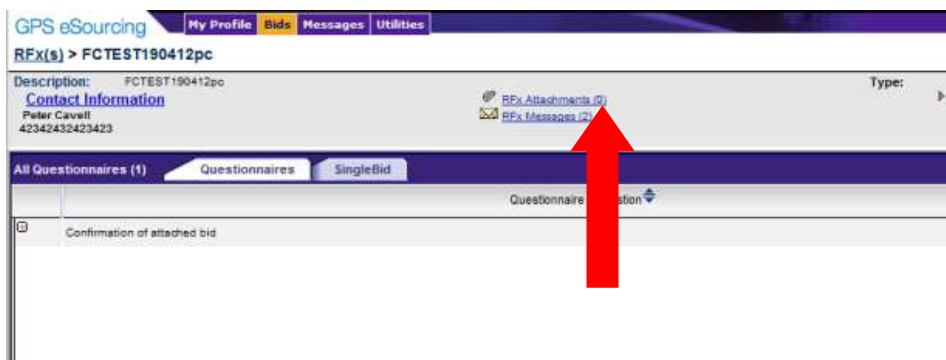 GPS eSourcing My Profile Bids Messages Utilities
RFx(s) > FCTEST190412pc
Description: FCTEST190412pc Type:
Contact Information RFx Attachments (0)
Peter Cavell RFx Messages (2)
42342432423423
All Questionnaires (1) Questionnaires SingleBid
Questionnaire
Confirmation of attached bid